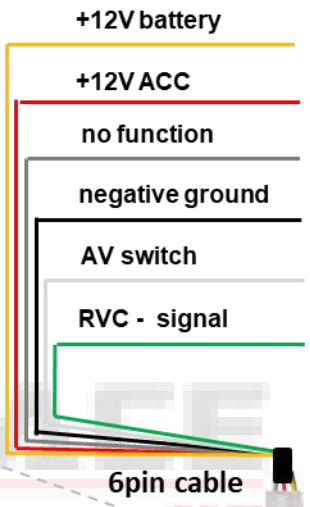 +12V battery
+12V ACC
no function
negative ground
AV switch
RVC - signal
6pin cable